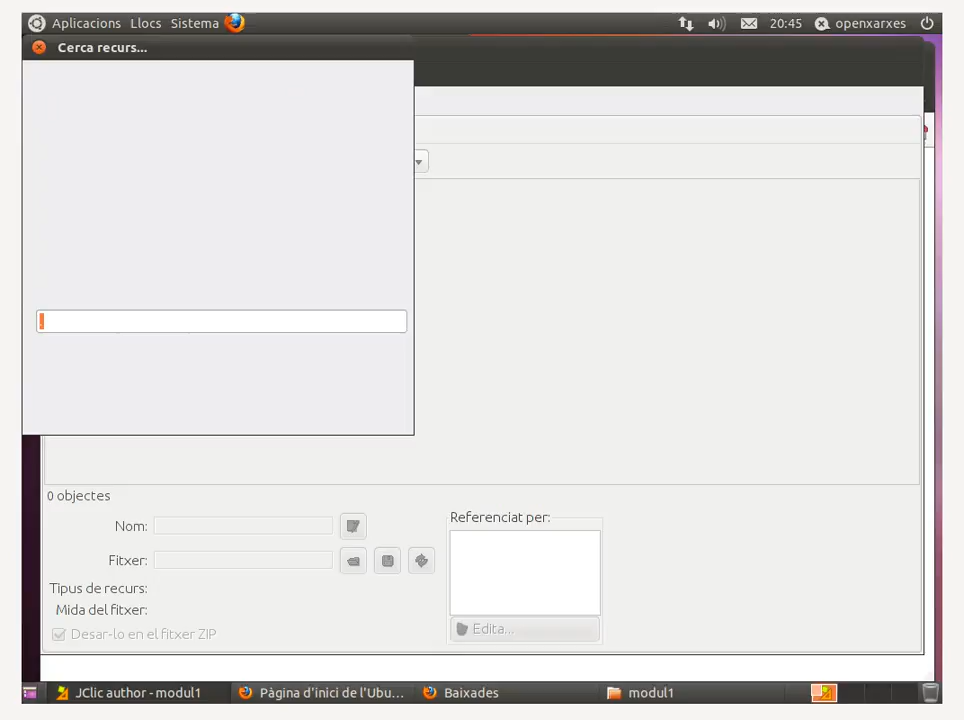 Aplicacions Llocs Sistema 20:45 openxarxes
Cerca recurs...
0 objectes
Nom:
Referenciat per:
Fitxer:
Tipus de recurs:
Mida del fitxer:
Edita...
Desar-lo en el fitxer ZIP
JClic author - modul1 Pàgina d'inici de l'Ubu... Baixades modul1